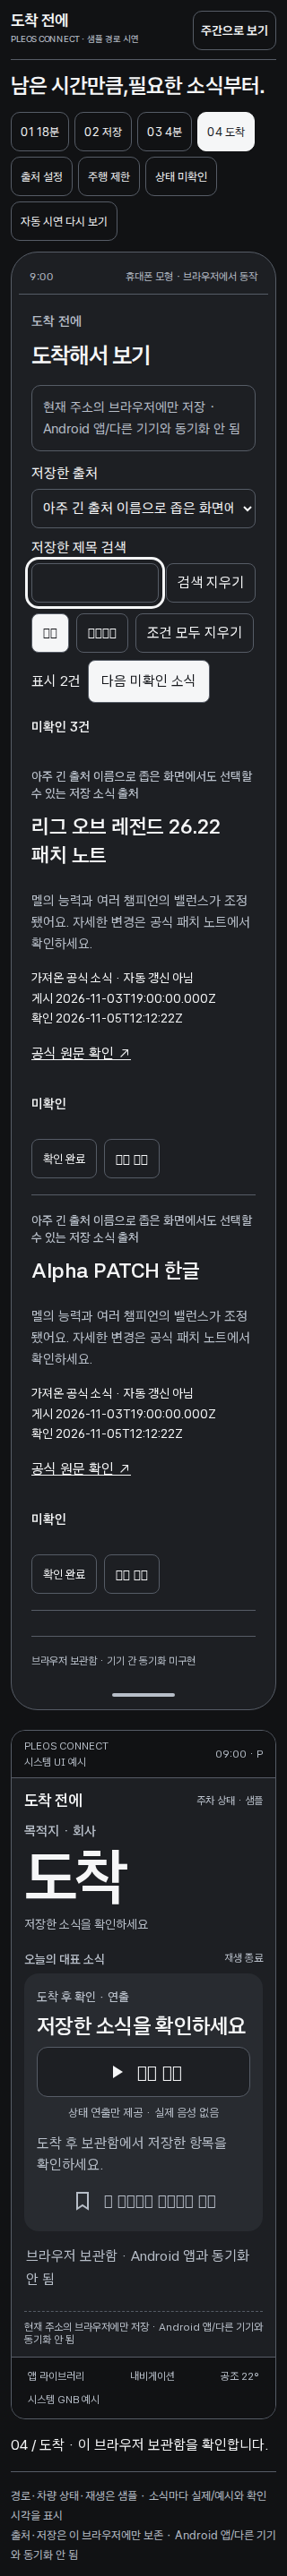 도착 전에
PLEOS CONNECT · 샘플 경로 시연
주간으로 보기
남은 시간만큼,필요한 소식부터.
01 18분
02 저장
03 4분
04 도착
출처 설정
주행 제한
상태 미확인
자동 시연 다시 보기
9:00
휴대폰 모형 · 브라우저에서 동작
도착 전에
도착해서 보기
현재 주소의 브라우저에만 저장 ·
Android 앱/다른 기기와 동기화 안 됨
저장한 출처
아주 긴 출처 이름으로 좁은 화면에
저장한 제목 검색
검색 지우기
조건 모두 지우기
표시 2건
다음 미확인 소식
미확인 3건
아주 긴 출처 이름으로 좁은 화면에서도 선택할
수 있는 저장 소식 출처
리그 오브 레전드 26.22
패치 노트
멜의 능력과 여러 챔피언의 밸런스가 조정
됐어요. 자세한 변경은 공식 패치 노트에서
확인하세요.
가져온 공식 소식 · 자동 갱신 아님
게시 2026-11-03T19:00:00.000Z
확인 2026-11-05T12:12:22Z
공식 원문 확인 ↗
미확인
확인 완료
아주 긴 출처 이름으로 좁은 화면에서도 선택할
수 있는 저장 소식 출처
Alpha PATCH 한글
멜의 능력과 여러 챔피언의 밸런스가 조정
됐어요. 자세한 변경은 공식 패치 노트에서
확인하세요.
가져온 공식 소식 · 자동 갱신 아님
게시 2026-11-03T19:00:00.000Z
확인 2026-11-05T12:12:22Z
공식 원문 확인 ↗
미확인
확인 완료
브라우저 보관함 · 기기 간 동기화 미구현
PLEOS CONNECT
시스템 UI 예시
09:00 · P
도착 전에
주차 상태 · 샘플
목적지 · 회사
도착
저장한 소식을 확인하세요
오늘의 대표 소식
재생 종료
도착 후 확인 · 연출
저장한 소식을 확인하세요
상태 연출만 제공 · 실제 음성 없음
도착 후 보관함에서 저장한 항목을
확인하세요.
브라우저 보관함 · Android 앱과 동기화
안 됨
현재 주소의 브라우저에만 저장 · Android 앱/다른 기기와
동기화 안 됨
앱 라이브러리
내비게이션
공조 22°
시스템 GNB 예시
04 / 도착 · 이 브라우저 보관함을 확인합니다.
경로·차량 상태·재생은 샘플 · 소식마다 실제/예시와 확인
시각을 표시
출처·저장은 이 브라우저에만 보존 · Android 앱/다른 기기
와 동기화 안 됨